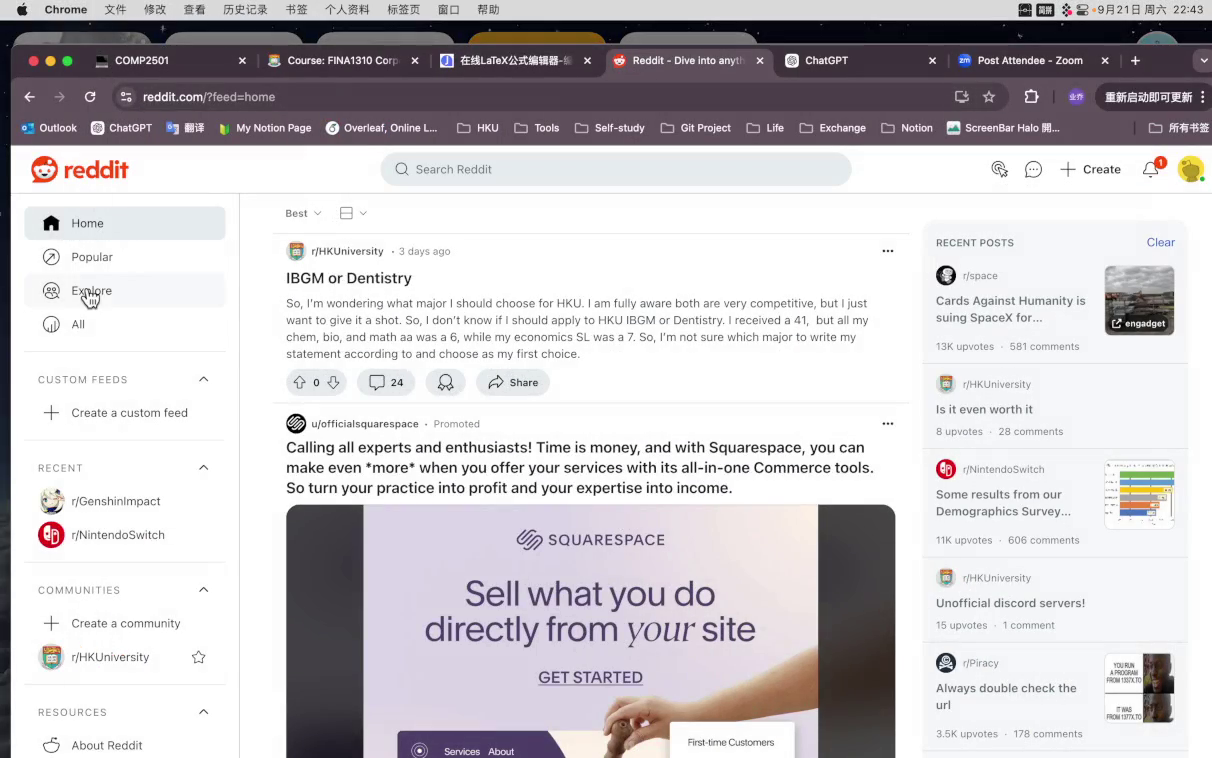 Chrome 文件 修改 查看 历史记录 书签 个人资料 标签页 窗口 帮助 9月21日 周六 22:43
COMP2501 Course: FINA1310 Corp 在线LaTeX公式编辑器-编 Reddit - Dive into anyth ChatGPT Post Attendee - Zoom
reddit.com/?feed=home 重新启动即可更新
Outlook ChatGPT 翻译 My Notion Page Overleaf, Online L... HKU Tools Self-study Git Project Life Exchange Notion ScreenBar Halo 開... 所有书签
reddit Search Reddit Create 1
Home
Popular
Explore
All
CUSTOM FEEDS
Create a custom feed
RECENT
r/GenshinImpact
r/NintendoSwitch
COMMUNITIES
Create a community
r/HKUniversity
RESOURCES
About Reddit
Best
r/HKUniversity • 3 days ago
IBGM or Dentistry
So, I'm wondering what major I should choose for HKU. I am fully aware both are very competitive, but I just
want to give it a shot. So, I don't know if I should apply to HKU IBGM or Dentistry. I received a 41, but all my
chem, bio, and math aa was a 6, while my economics SL was a 7. So, I'm not sure which major to write my
statement according to and choose as my first choice.
0 24 Share
u/officialsquarespace • Promoted
Calling all experts and enthusiasts! Time is money, and with Squarespace, you can
make even *more* when you offer your services with its all-in-one Commerce tools.
So turn your practice into profit and your expertise into income.
SQUARESPACE
Sell what you do
directly from your site
GET STARTED
Services About
First-time Customers
RECENT POSTS Clear
r/space
Cards Against Humanity is
suing SpaceX for...
engadget
13K upvotes · 581 comments
r/HKUniversity
Is it even worth it
8 upvotes · 28 comments
r/NintendoSwitch
Some results from our
Demographics Survey...
11K upvotes · 606 comments
r/HKUniversity
Unofficial discord servers!
15 upvotes · 1 comment
r/Piracy
Always double check the
url
YOU RUN
A PROGRAM
FROM 1337X.TO
IT WAS
FROM 1377X.TO
3.5K upvotes · 178 comments